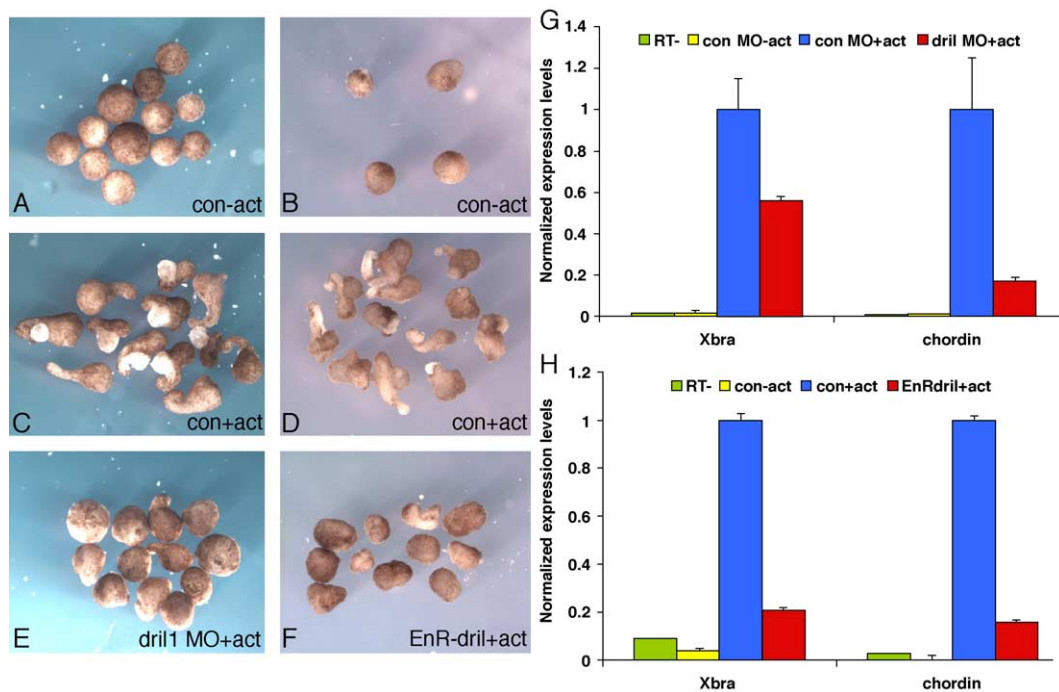 A
con-act
B
con-act
C
con+act
D
con+act
E
dril1 MO+act
F
EnR-dril+act
G
Normalized expression levels
1.4
1.2
1
0.8
0.6
0.4
0.2
0
RT- con MO-act con MO+act dril MO+act
Xbra chordin
H
Normalized expression levels
1.2
1
0.8
0.6
0.4
0.2
0
RT- con-act con+act EnRdril+act
Xbra chordin